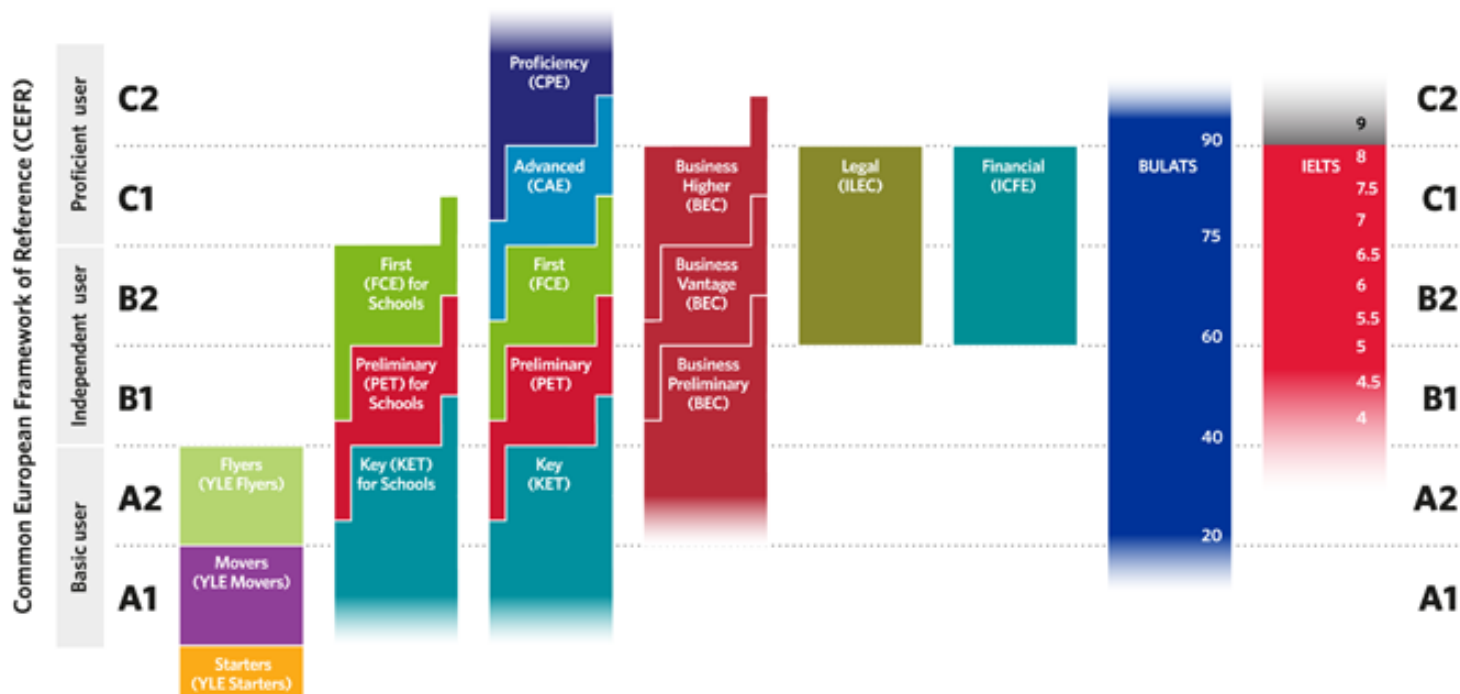 Common European Framework of Reference (CEFR)
Proficient user
Independent user
Basic user
C2
C1
B2
B1
A2
A1
Flyers
(YLE Flyers)
Movers
(YLE Movers)
Starters
(YLE Starters)
First
(FCE) for
Schools
Preliminary
(PET) for
Schools
Key (KET)
for Schools
Proficiency
(CPE)
Advanced
(CAE)
First
(FCE)
Preliminary
(PET)
Key
(KET)
Business
Higher
(BEC)
Business
Vantage
(BEC)
Business
Preliminary
(BEC)
Legal
(ILEC)
Financial
(ICFE)
BULATS
90
75
60
40
20
IELTS
9
8
7.5
7
6.5
6
5.5
5
4.5
4
C2
C1
B2
B1
A2
A1